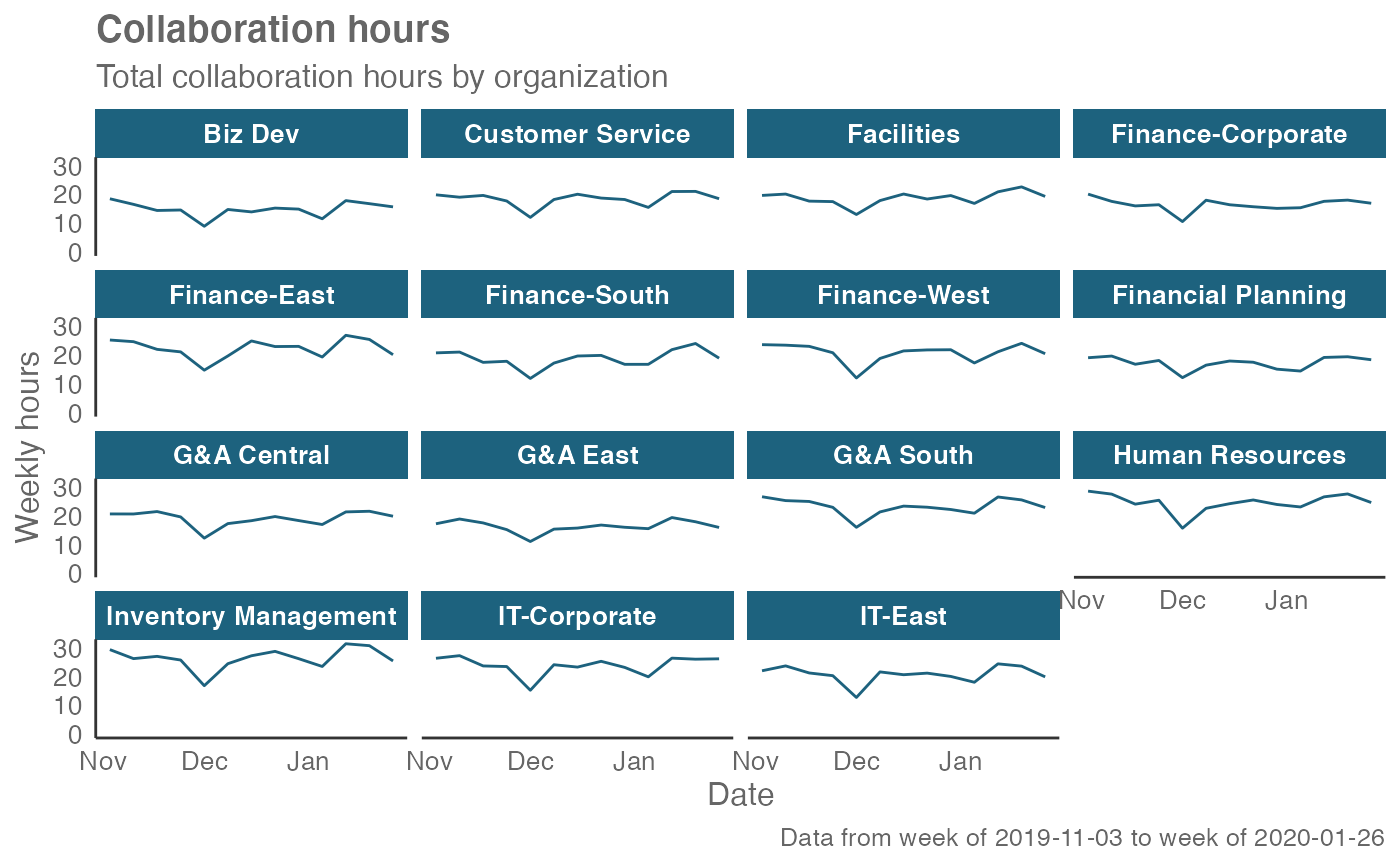 Collaboration hours
Total collaboration hours by organization
Biz Dev
Customer Service
Facilities
Finance-Corporate
30
20
10
0
Finance-East
Finance-South
Finance-West
Financial Planning
30
20
10
0
Weekly hours
G&A Central
G&A East
G&A South
Human Resources
30
20
10
0
Nov Dec Jan
Inventory Management
IT-Corporate
IT-East
30
20
10
0
Nov Dec Jan
Nov Dec Jan
Nov Dec Jan
Date
Data from week of 2019-11-03 to week of 2020-01-26